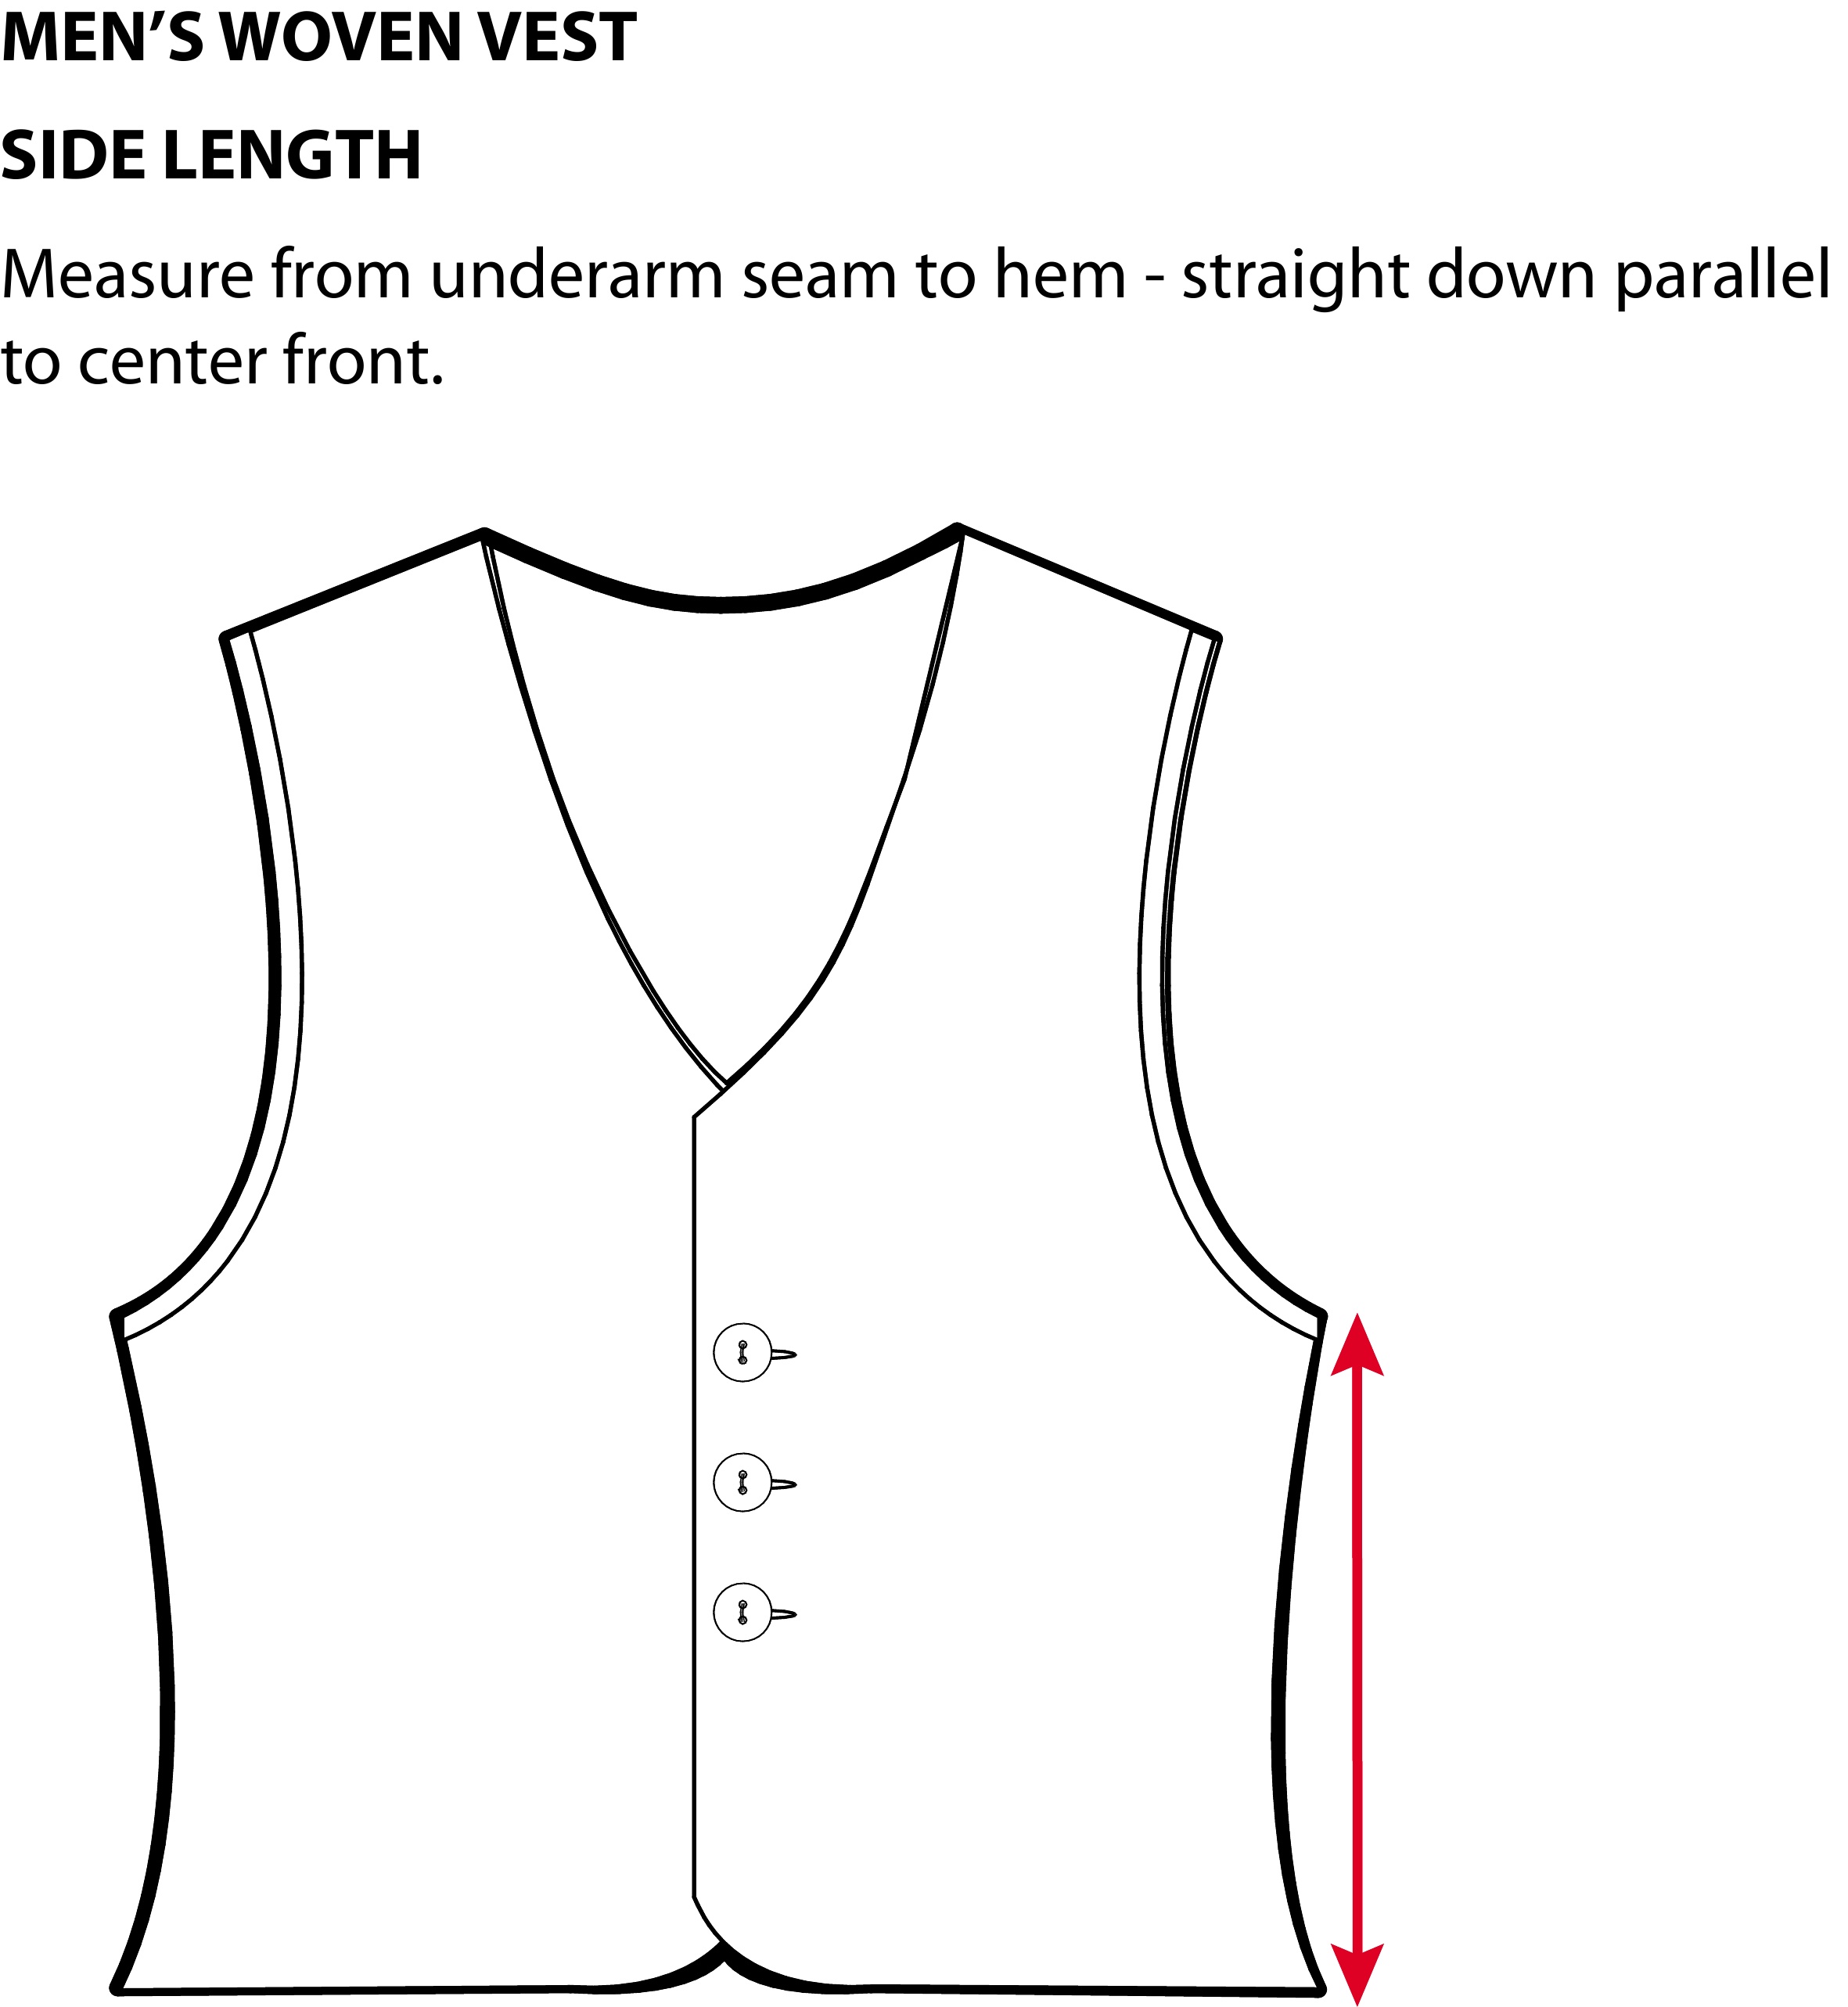 MEN'S WOVEN VEST
SIDE LENGTH
Measure from underarm seam to hem - straight down parallel
to center front.